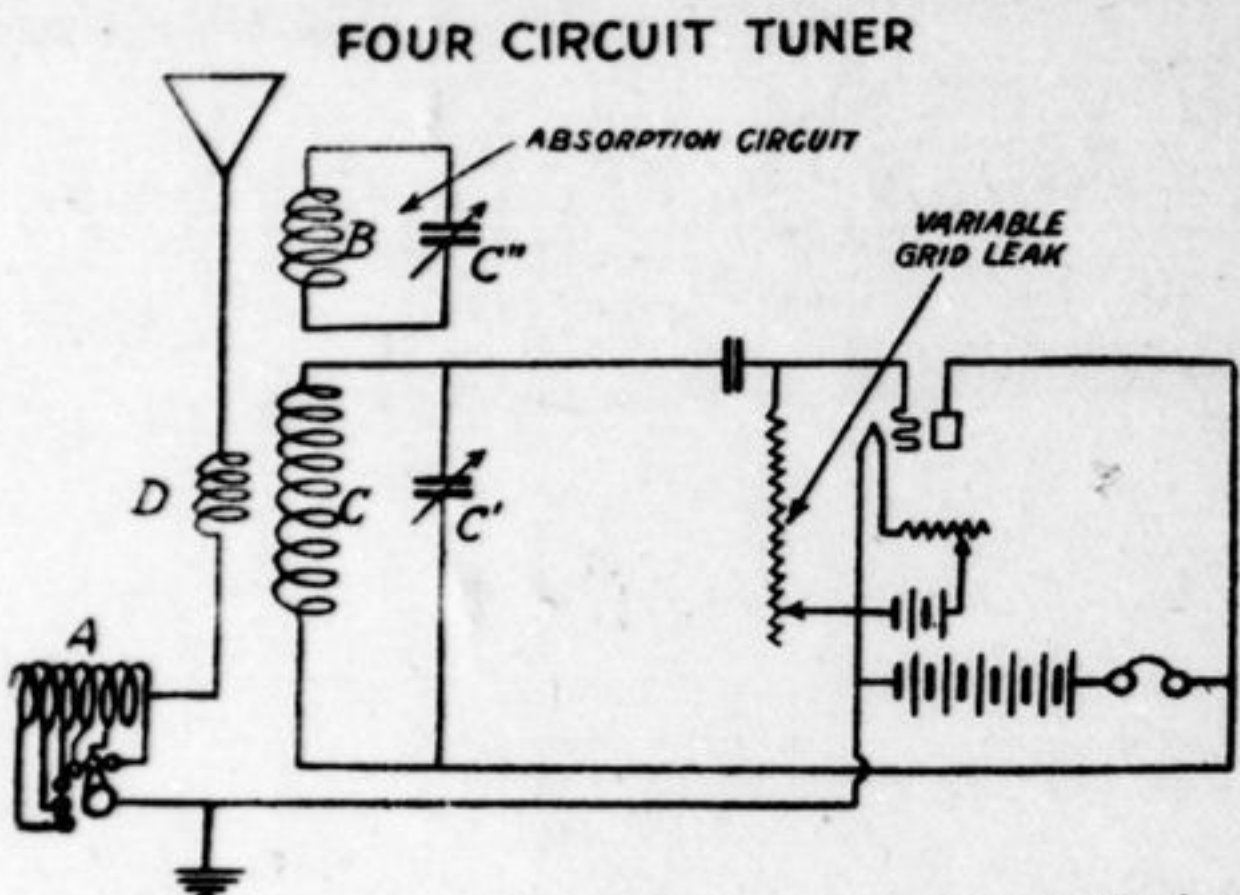 FOUR CIRCUIT TUNER
ABSORPTION CIRCUIT
B
C"
VARIABLE
GRID LEAK
D
C
C'
A